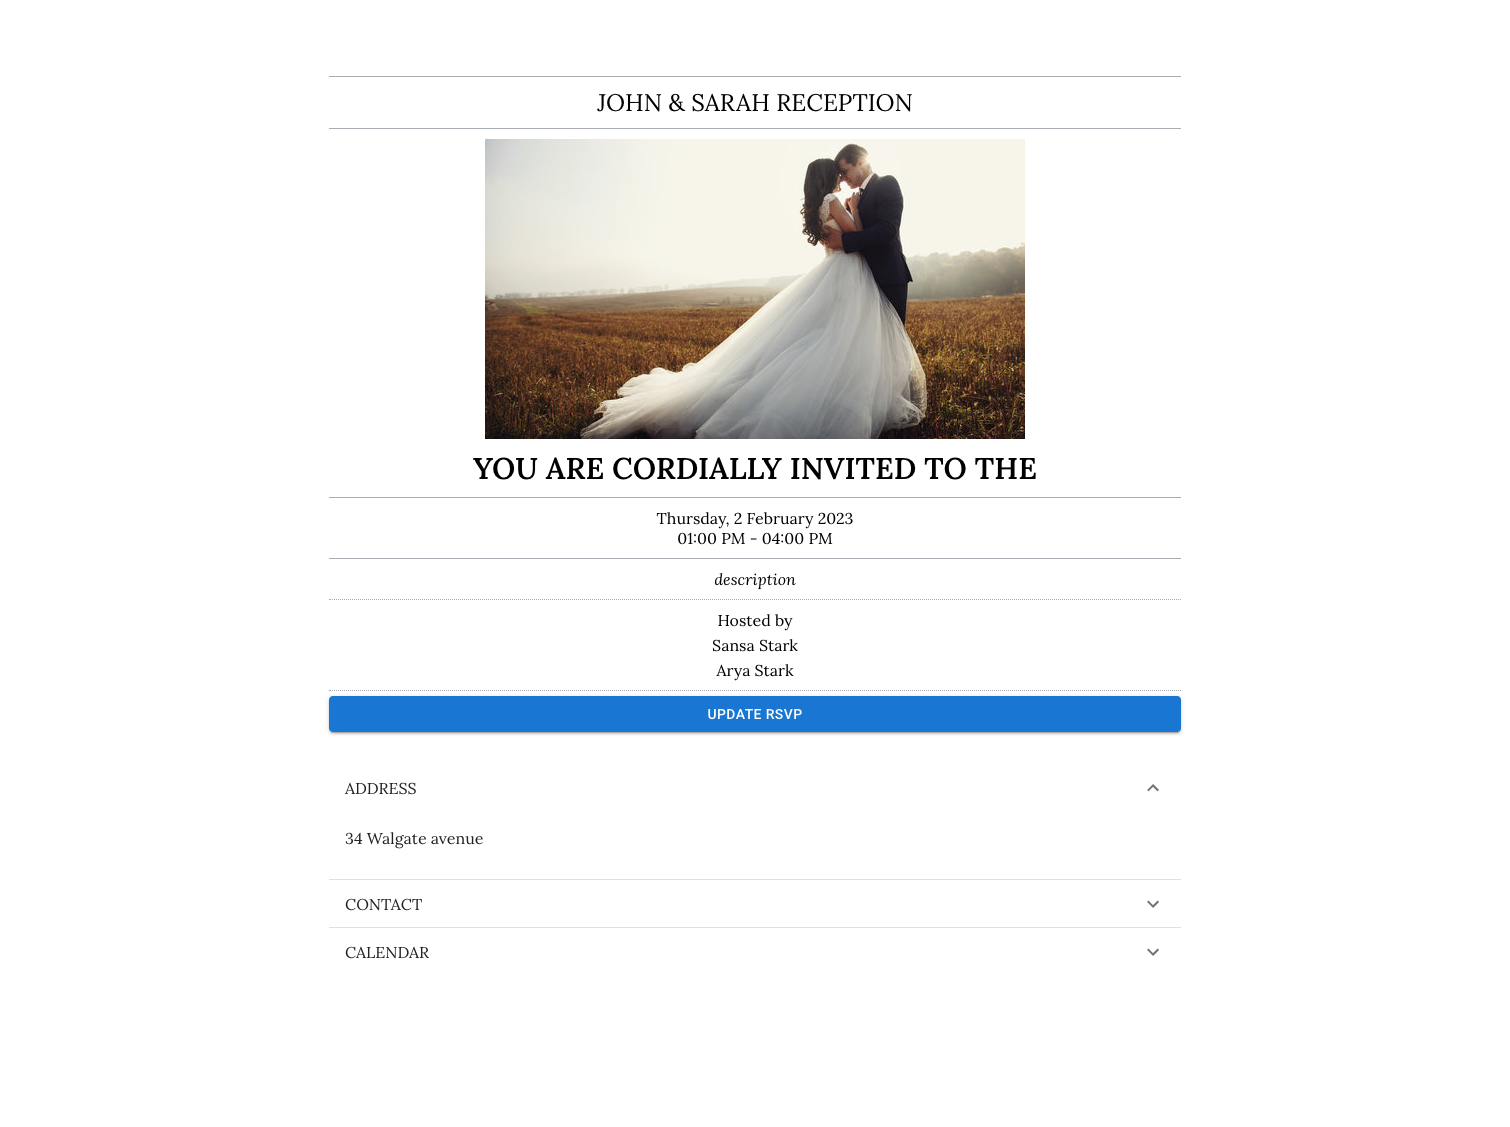 JOHN & SARAH RECEPTION
YOU ARE CORDIALLY INVITED TO THE
Thursday, 2 February 2023
01:00 PM - 04:00 PM
description
Hosted by
Sansa Stark
Arya Stark
UPDATE RSVP
ADDRESS
34 Walgate avenue
CONTACT
CALENDAR